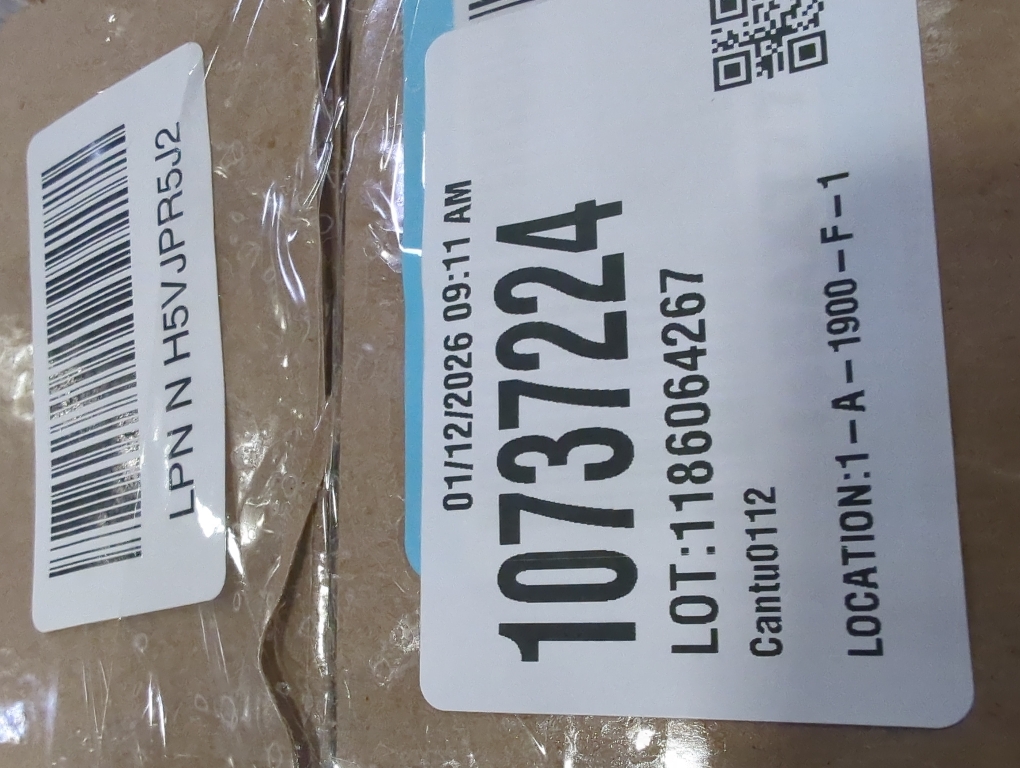 LPN N H5VJPR5J2
01/12/2026 09:11 AM
10737224
LOT:1186064267
Cantu0112
LOCATION:1-A-1900-F-1